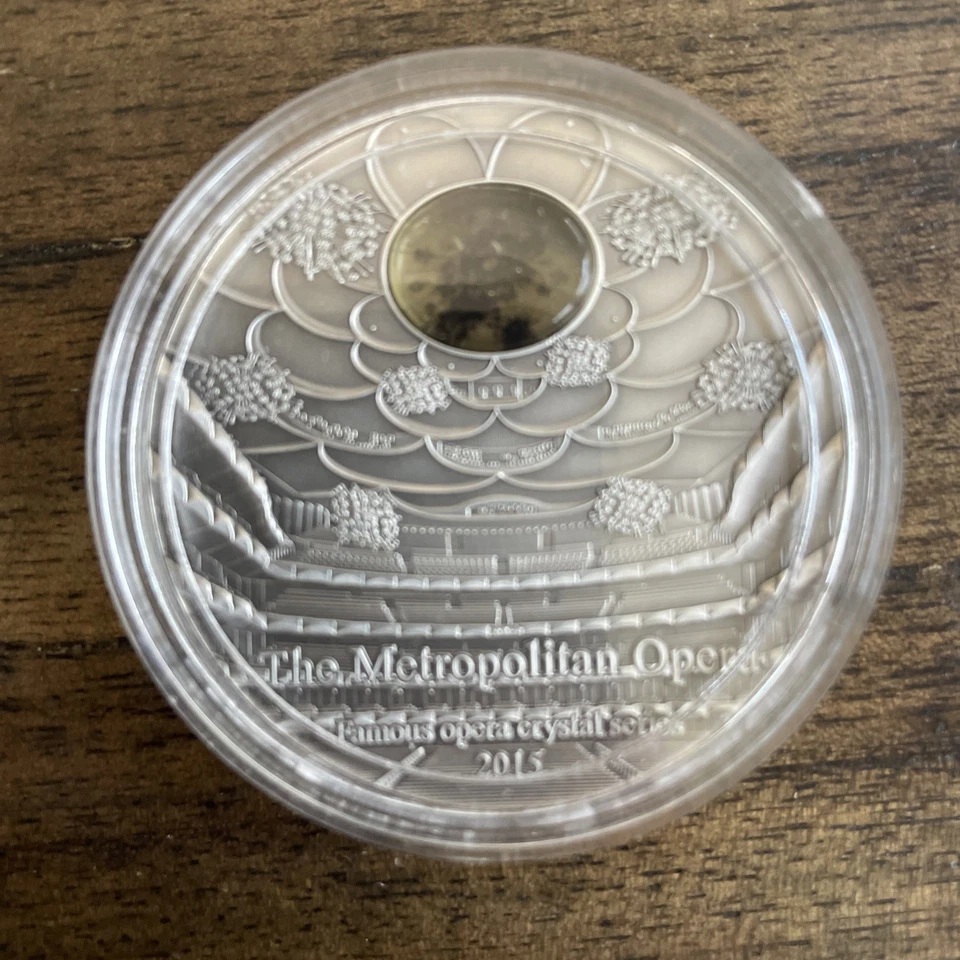 The Metropolitan Opera
Famous opera crystal series
2015